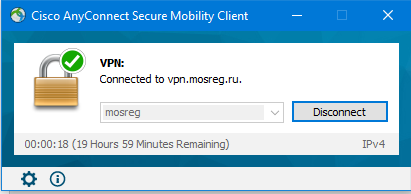 Cisco AnyConnect Secure Mobility Client
VPN:
Connected to vpn.mosreg.ru.
mosreg
Disconnect
00:00:18 (19 Hours 59 Minutes Remaining)
IPv4